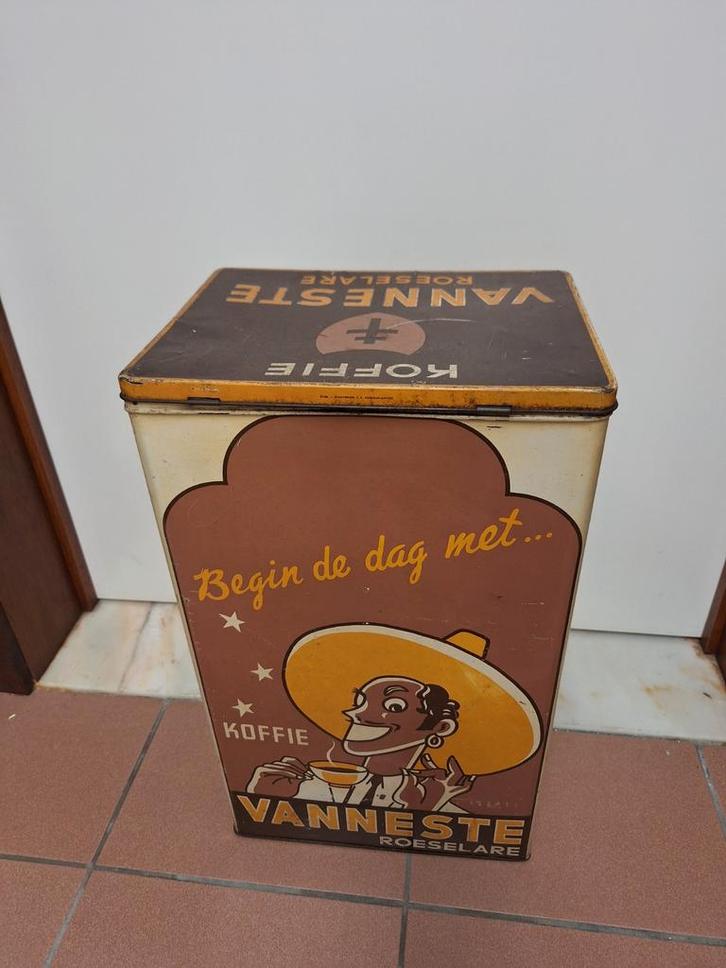 KOFFIE
VANNESTE
ROESELARE
Begin de dag met...
KOFFIE
VANNESTE
ROESELARE